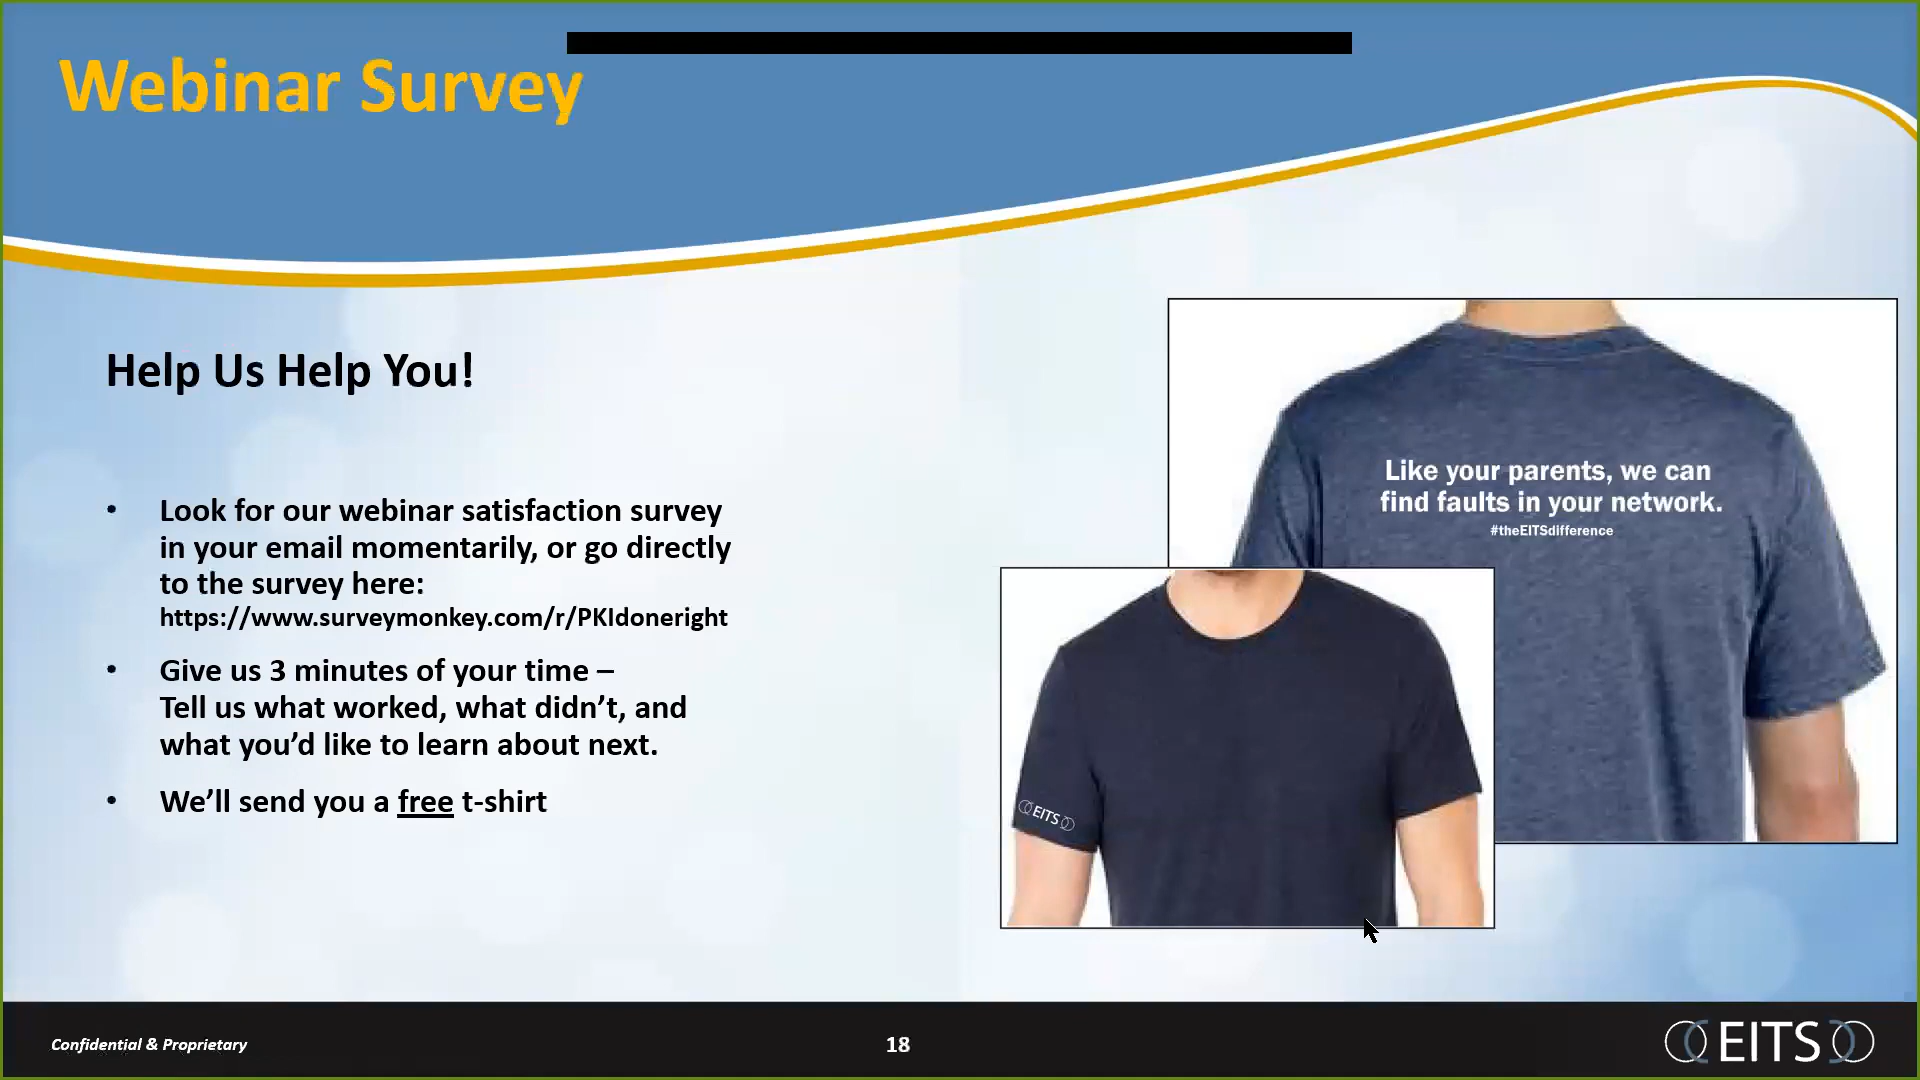 Webinar Survey
Help Us Help You!
• Look for our webinar satisfaction survey
in your email momentarily, or go directly
to the survey here:
https://www.surveymonkey.com/r/PKIdoneright
• Give us 3 minutes of your time –
Tell us what worked, what didn’t, and
what you’d like to learn about next.
• We’ll send you a free t-shirt
Like your parents, we can
find faults in your network.
#theEITSdifference
EITS
Confidential & Proprietary
18
EITS